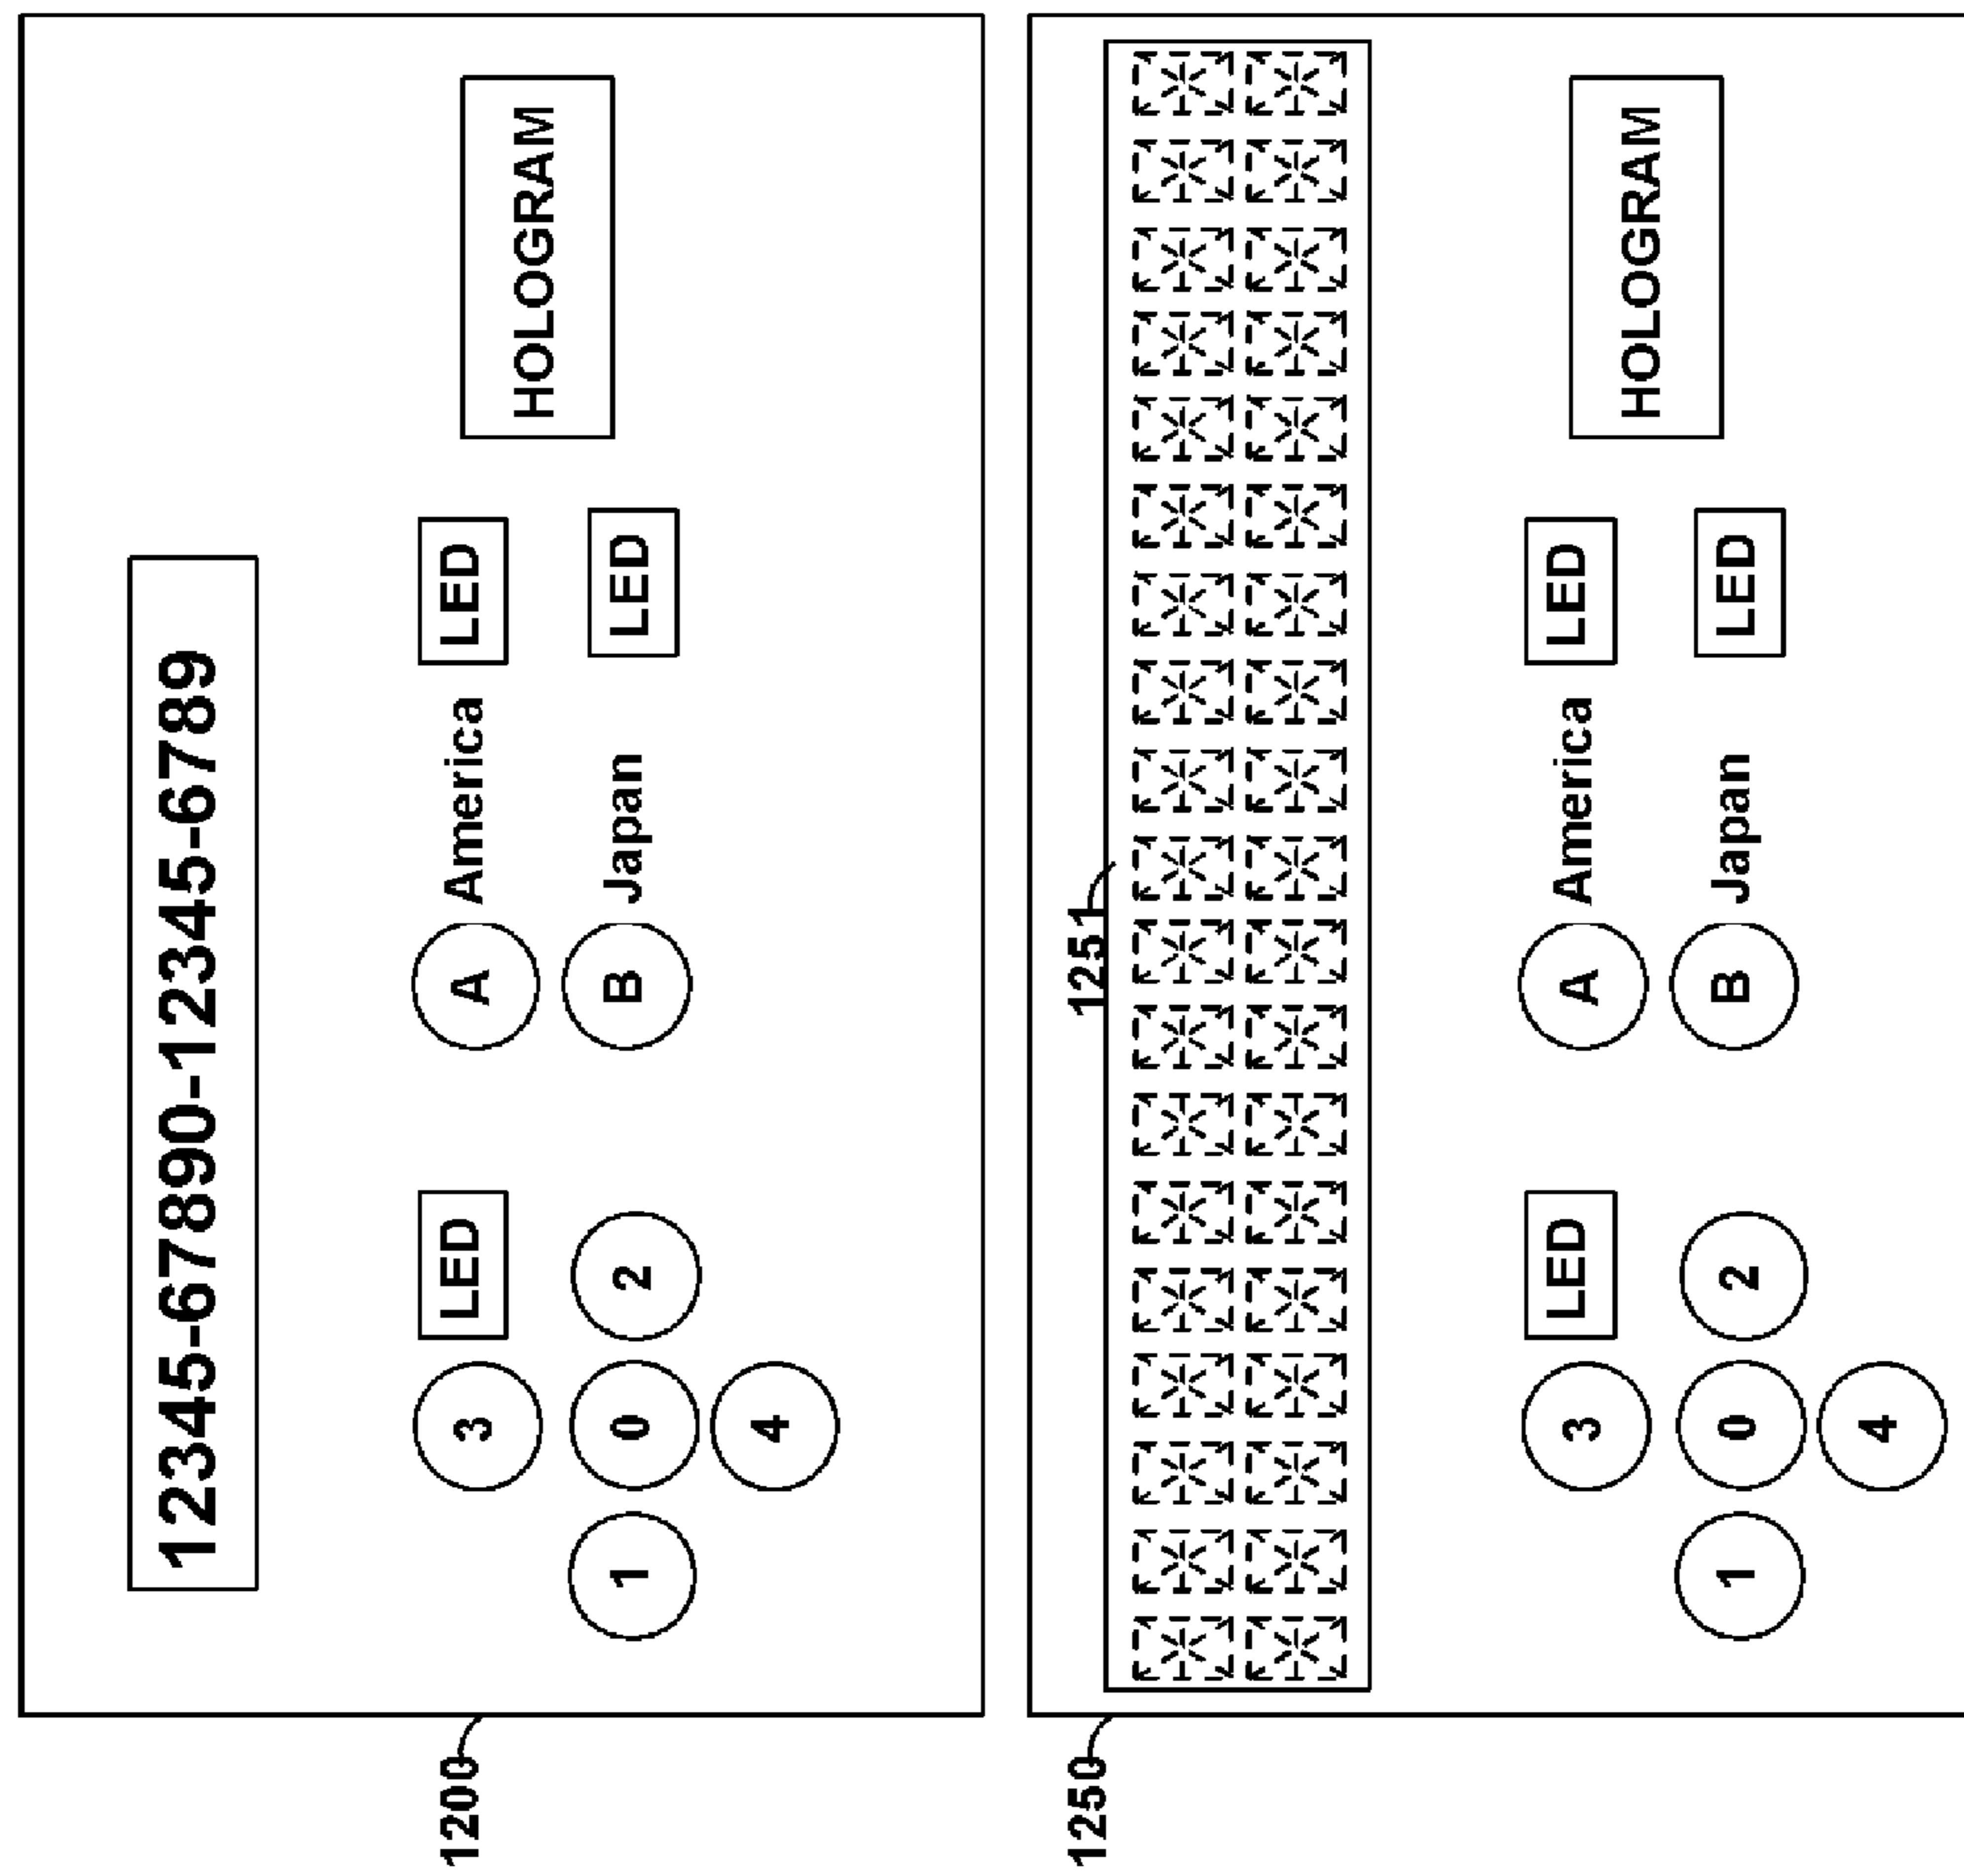 1200
12345-67890-12345-6789
3 LED A America LED
1 0 2 B Japan LED
4
HOLOGRAM
1250
1251
3 LED A America LED
1 0 2 B Japan LED
4
HOLOGRAM